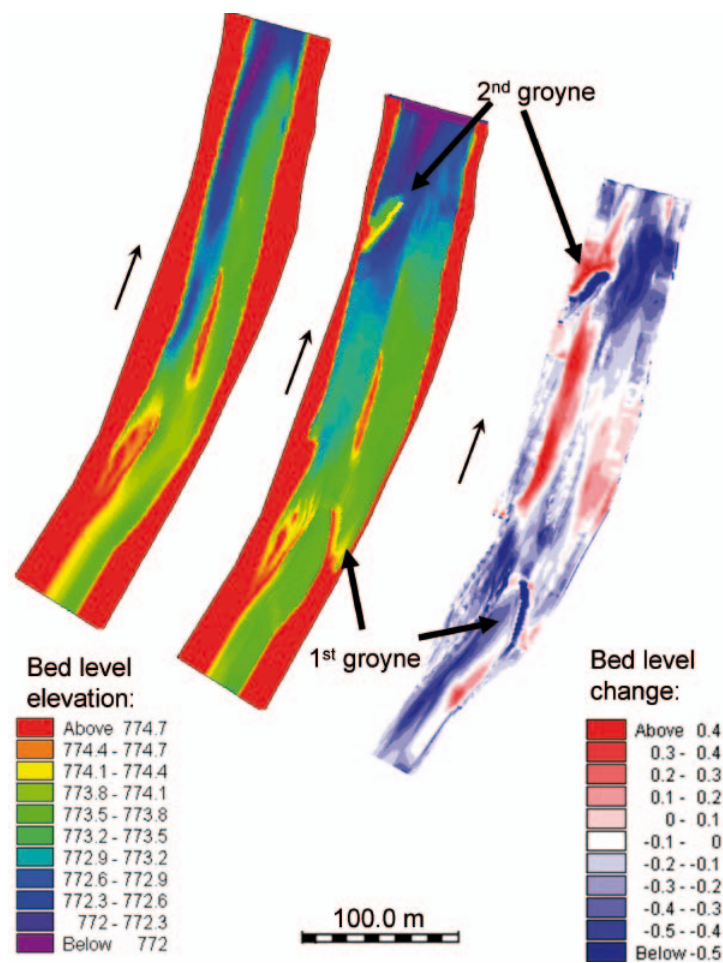 2nd groyne
1st groyne
Bed level
elevation:
Above 774.7
774.4 - 774.7
774.1 - 774.4
773.8 - 774.1
773.5 - 773.8
773.2 - 773.5
772.9 - 773.2
772.6 - 772.9
772.3 - 772.6
772 - 772.3
Below 772
100.0 m
Bed level
change:
Above 0.4
0.3 - 0.4
0.2 - 0.3
0.1 - 0.2
0 - 0.1
-0.1 - 0
-0.2 --0.1
-0.3 --0.2
-0.4 --0.3
-0.5 --0.4
Below -0.5